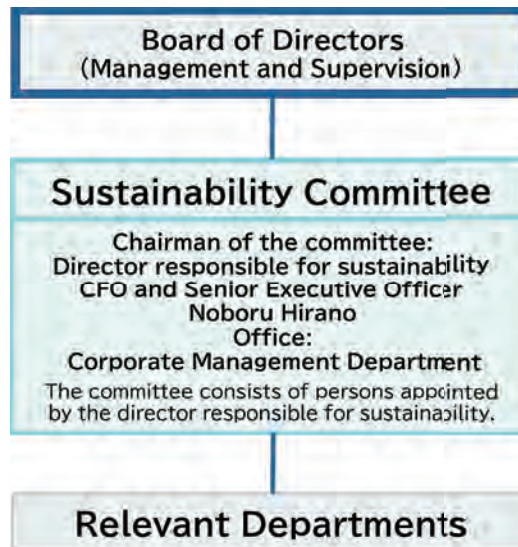 Board of Directors
(Management and Supervision)
Sustainability Committee
Chairman of the committee:
Director responsible for sustainability
CFO and Senior Executive Officer
Noboru Hirano
Office:
Corporate Management Department
The committee consists of persons appointed
by the director responsible for sustainability.
Relevant Departments